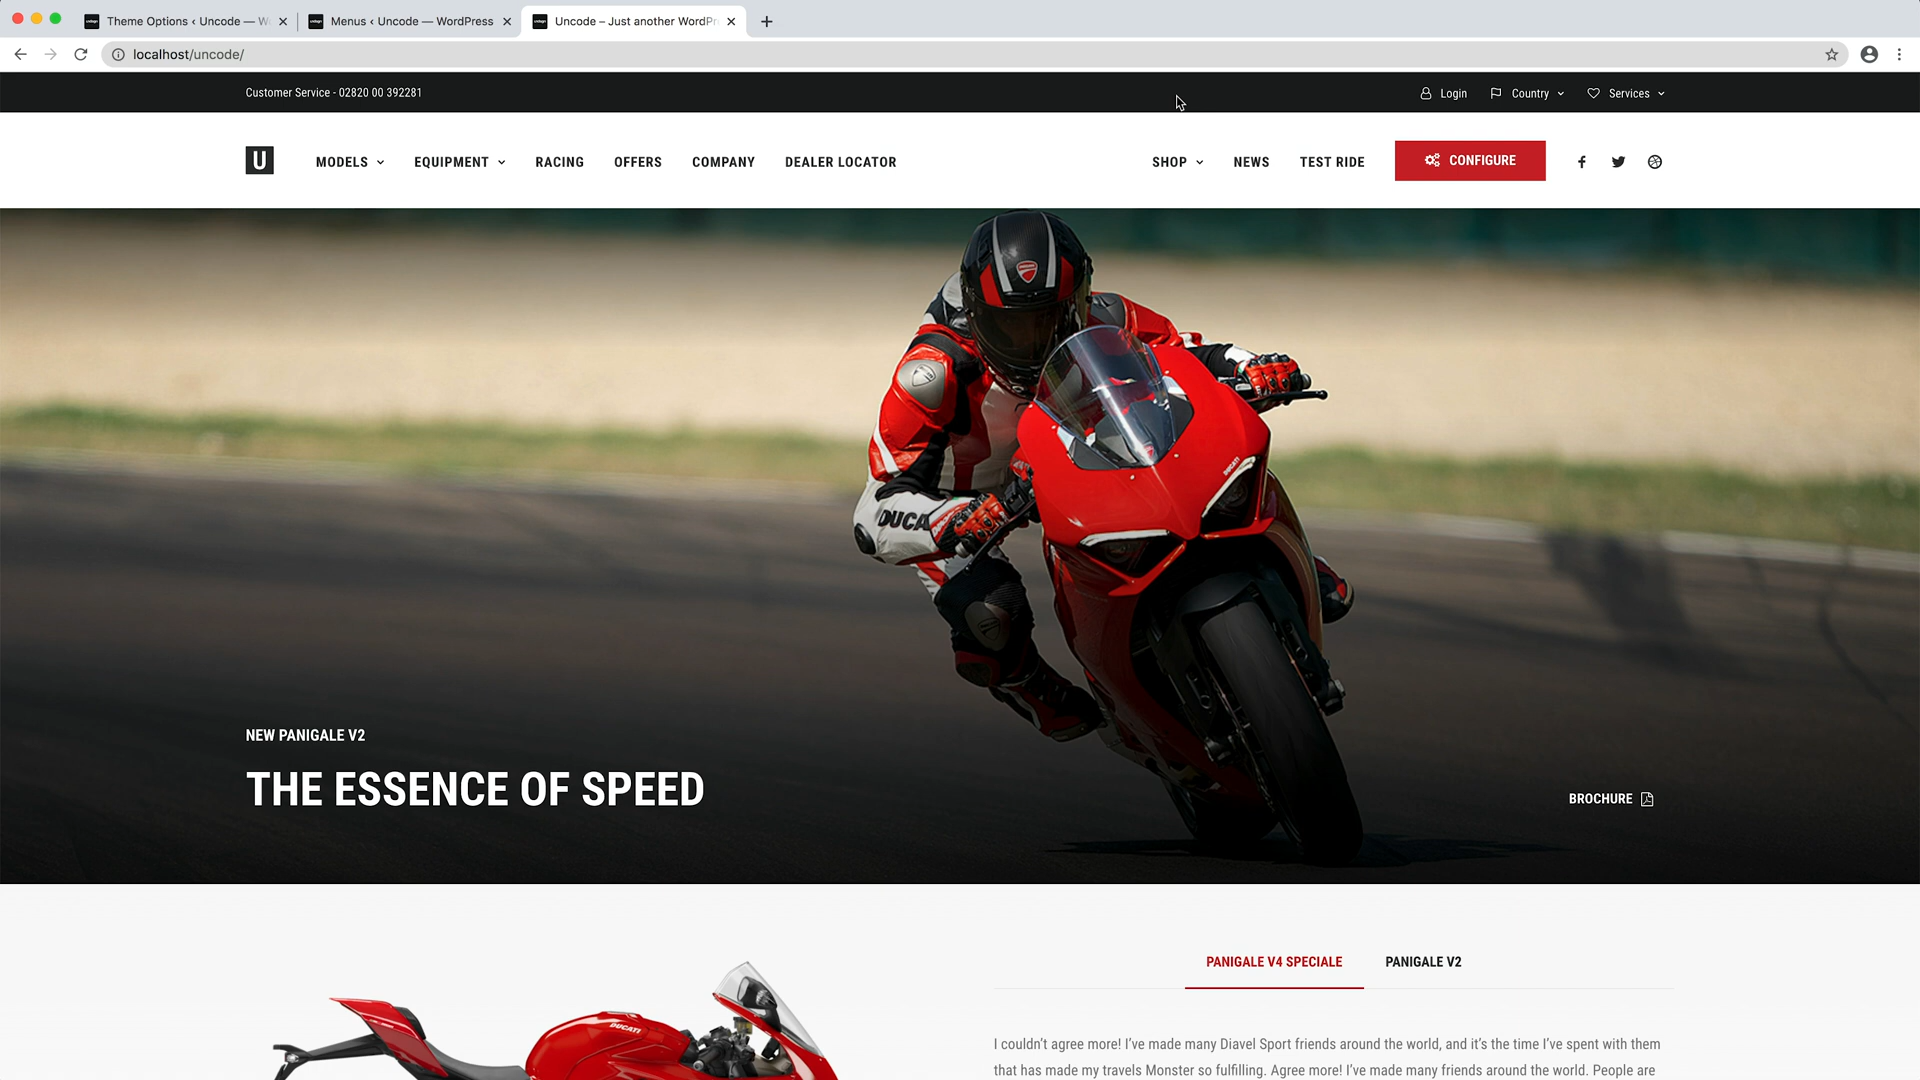 Theme Options ‹ Uncode — W
Menus ‹ Uncode — WordPress
Uncode – Just another WordPr
localhost/uncode/
Customer Service - 02820 00 392281
Login
Country
Services
U
MODELS
EQUIPMENT
RACING
OFFERS
COMPANY
DEALER LOCATOR
SHOP
NEWS
TEST RIDE
CONFIGURE
DUCATI
DUCA
NEW PANIGALE V2
THE ESSENCE OF SPEED
BROCHURE
PANIGALE V4 SPECIALE
PANIGALE V2
DUCATI
I couldn't agree more! I've made many Diavel Sport friends around the world, and it's the time I've spent with them
that has made my travels Monster so fulfilling. Agree more! I've made many friends around the world. People are